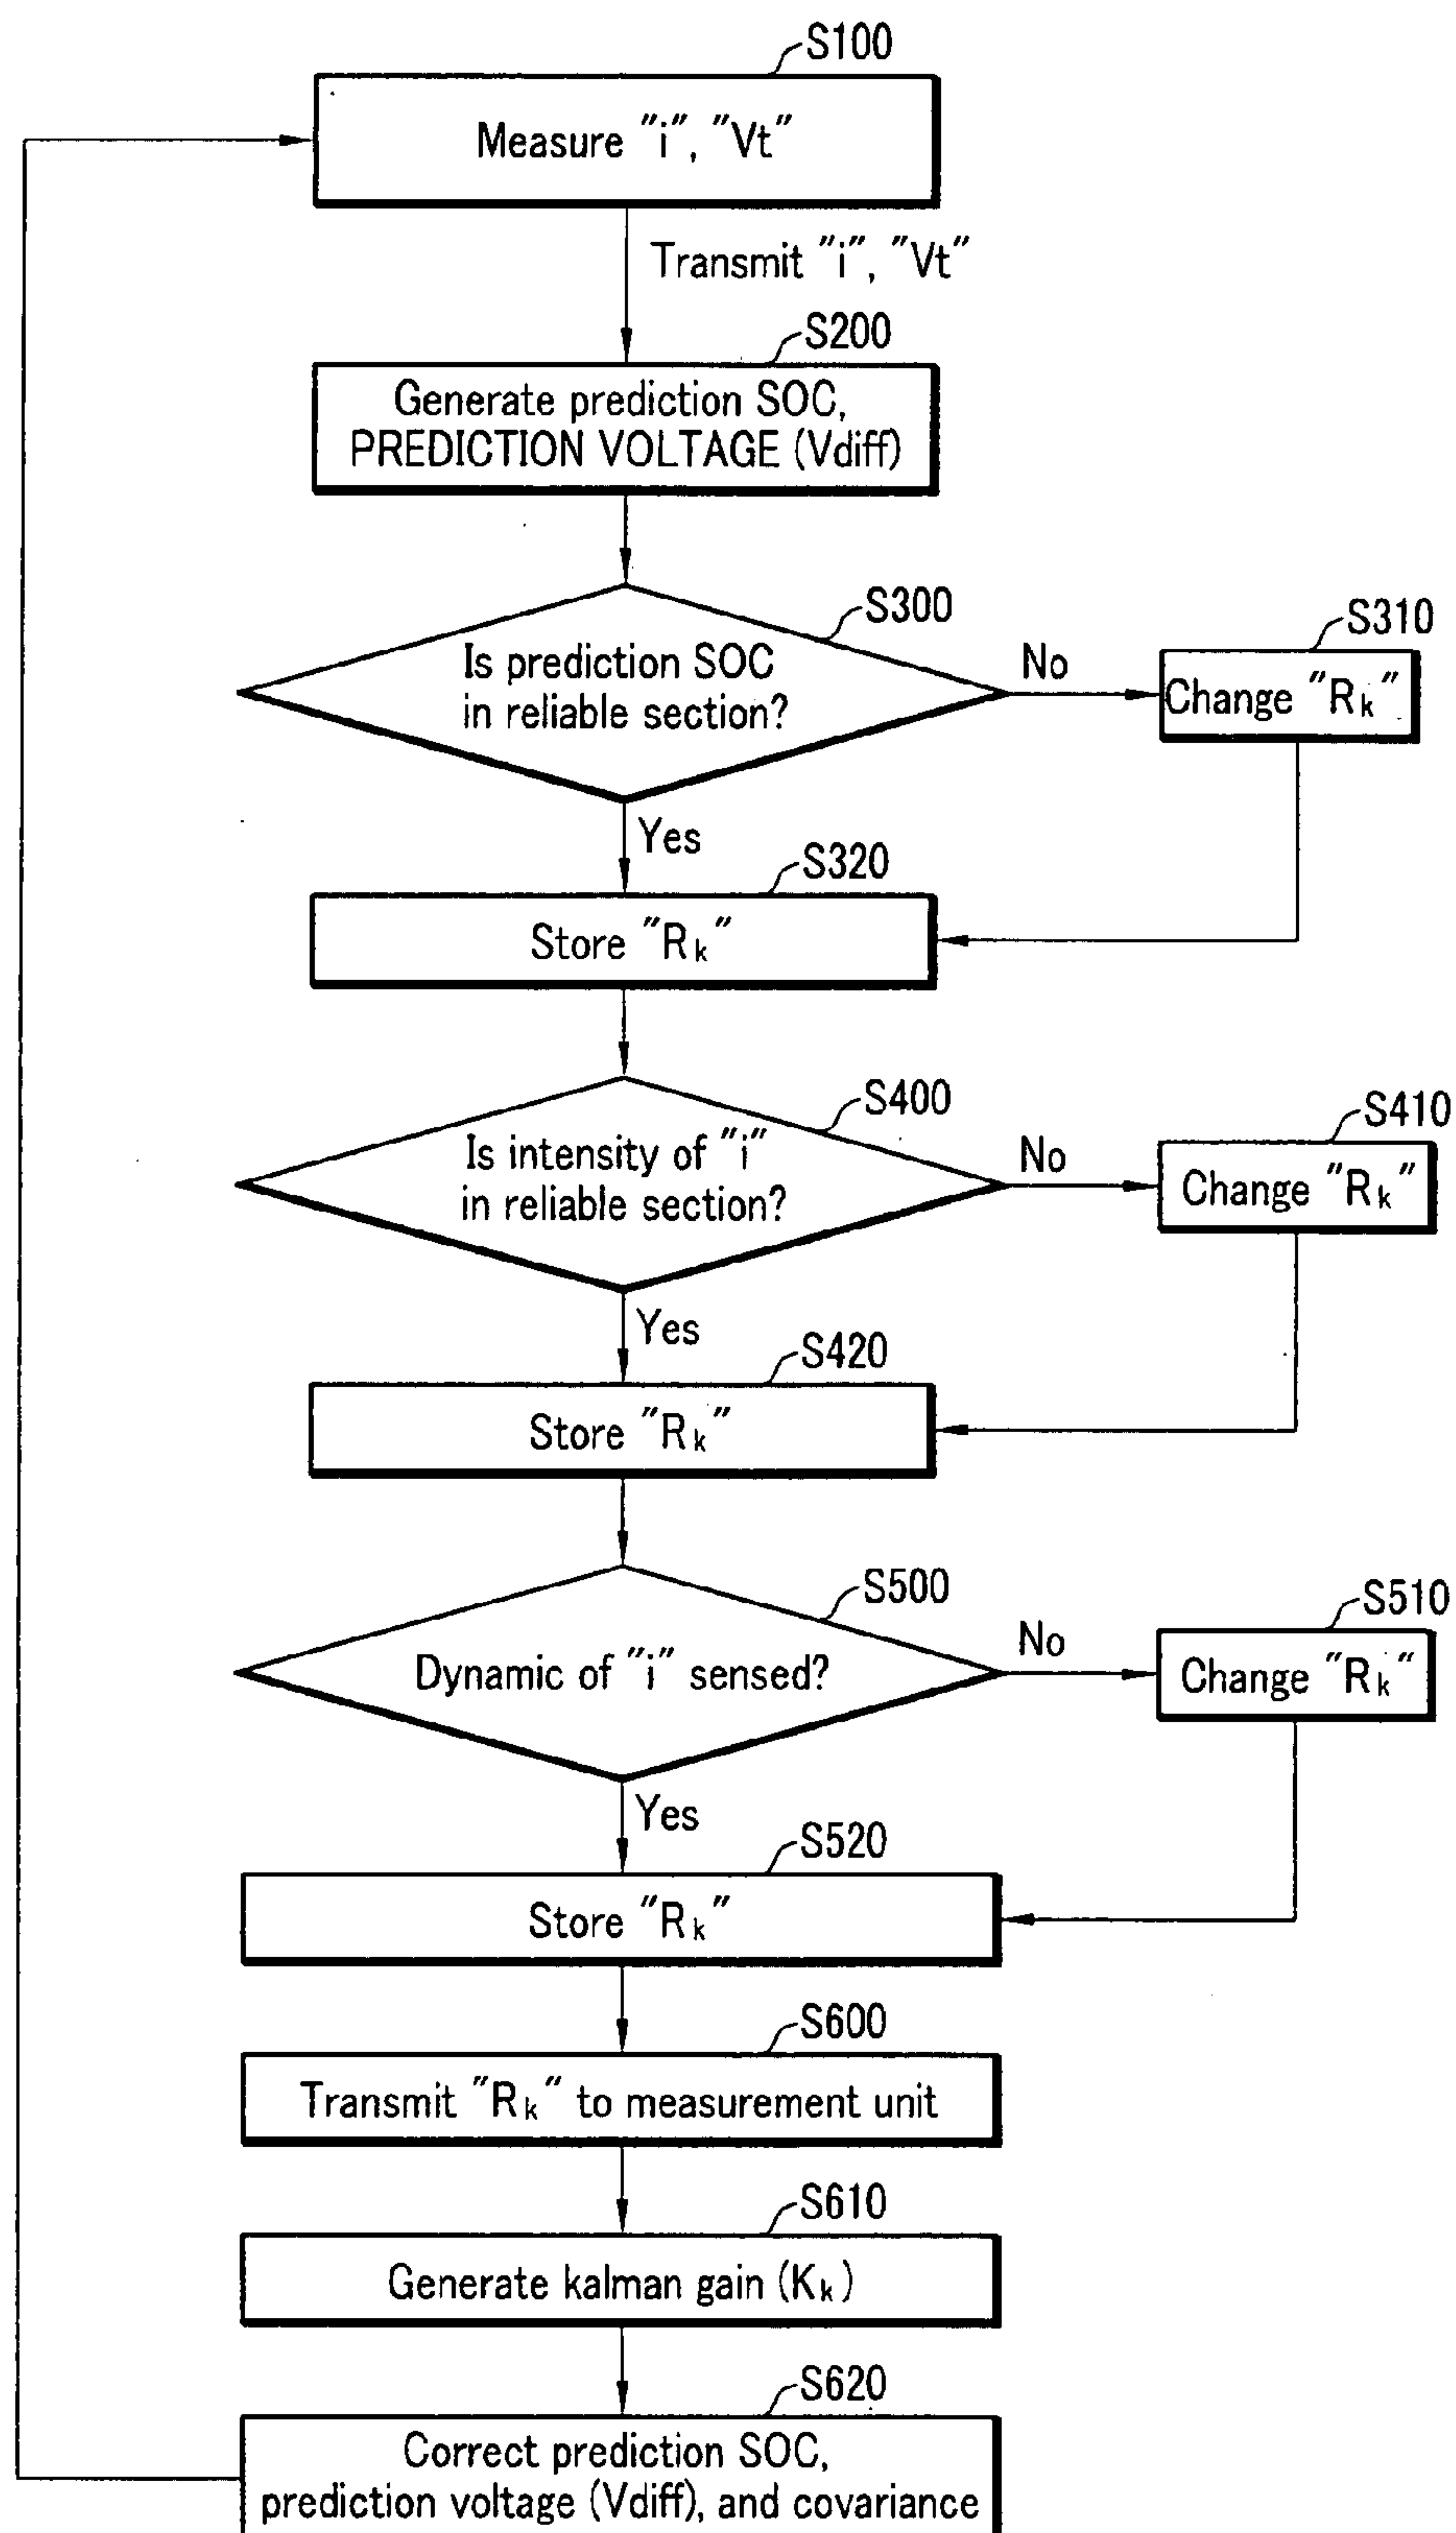 S100
Measure "i", "Vt"
Transmit "i", "Vt"
S200
Generate prediction SOC,
PREDICTION VOLTAGE (Vdiff)
S300
Is prediction SOC
in reliable section?
No
S310
Change "Rk"
Yes
S320
Store "Rk"
S400
Is intensity of "i"
in reliable section?
No
S410
Change "Rk"
Yes
S420
Store "Rk"
S500
Dynamic of "i" sensed?
No
S510
Change "Rk"
Yes
S520
Store "Rk"
S600
Transmit "Rk" to measurement unit
S610
Generate kalman gain (Kk)
S620
Correct prediction SOC,
prediction voltage (Vdiff), and covariance